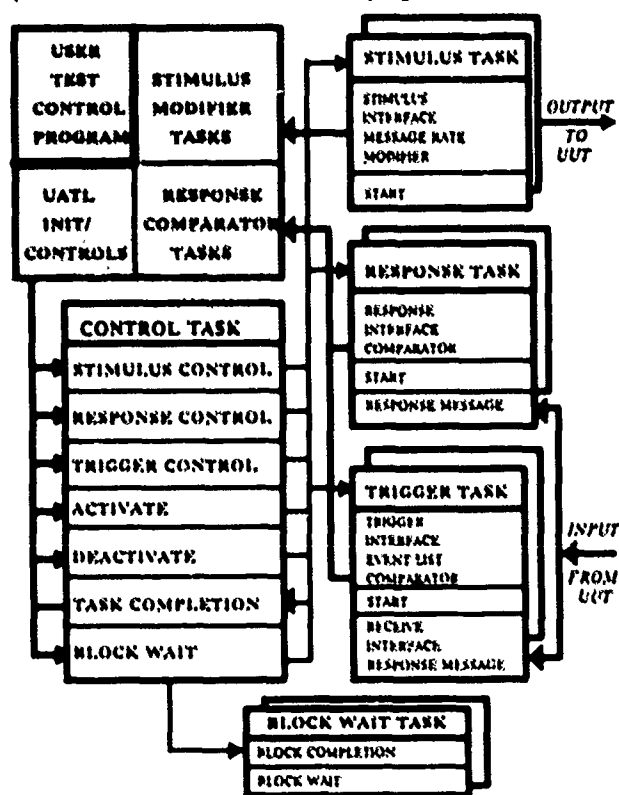 USER
TEST
CONTROL
PROGRAM
STIMULUS
MODIFIER
TASKS
UATL
INIT/
CONTROLS
RESPONSE
COMPARATOR
TASKS
CONTROL TASK
STIMULUS CONTROL
RESPONSE CONTROL
TRIGGER CONTROL
ACTIVATE
DEACTIVATE
TASK COMPLETION
BLOCK WAIT
STIMULUS TASK
STIMULUS
INTERFACE
MESSAGE RATE
MODIFIER
START
OUTPUT
TO
UUT
RESPONSE TASK
RESPONSE
INTERFACE
COMPARATOR
START
RESPONSE MESSAGE
TRIGGER TASK
TRIGGER
INTERFACE
EVENT LIST
COMPARATOR
START
RECEIVE
INTERFACE
RESPONSE MESSAGE
INPUT
FROM
UUT
BLOCK WAIT TASK
BLOCK COMPLETION
BLOCK WAIT